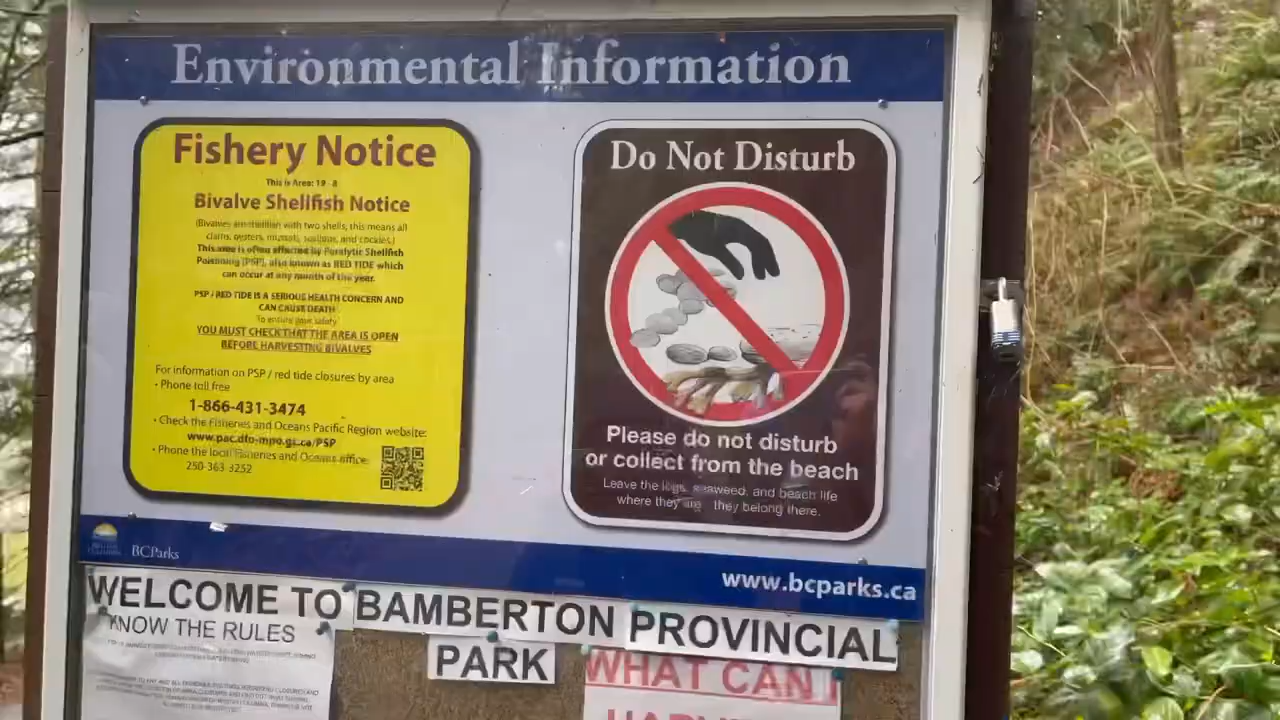 Environmental Information
Fishery Notice
This is Area: 19 - 8
Bivalve Shellfish Notice
(Bivalves are shellfish with two shells, this means all
clams, oysters, mussels, scallops, and cockles.)
This area is often affected by Paralytic Shellfish
Poisoning (PSP), also known as RED TIDE which
can occur at any month of the year.
PSP / RED TIDE IS A SERIOUS HEALTH CONCERN AND
CAN CAUSE DEATH
To ensure your safety
YOU MUST CHECK THAT THE AREA IS OPEN
BEFORE HARVESTING BIVALVES
For information on PSP / red tide closures by area
• Phone toll free
1-866-431-3474
• Check the Fisheries and Oceans Pacific Region website:
www.pac.dfo-mpo.gc.ca/PSP
• Phone the local Fisheries and Oceans office:
250-363-3252
Do Not Disturb
Please do not disturb
or collect from the beach
Leave the logs, seaweed, and beach life
where they are they belong there.
BRITISH
COLUMBIA
BCParks
www.bcparks.ca
WELCOME TO BAMBERTON PROVINCIAL
PARK
KNOW THE RULES
WHAT CAN I